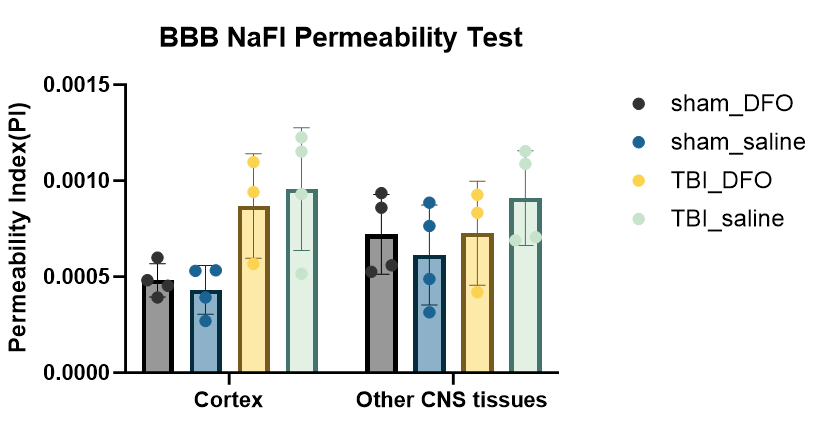 BBB NaFl Permeability Test
Permeability Index(PI)
0.0015
0.0010
0.0005
0.0000
Cortex
Other CNS tissues
sham_DFO
sham_saline
TBI_DFO
TBI_saline